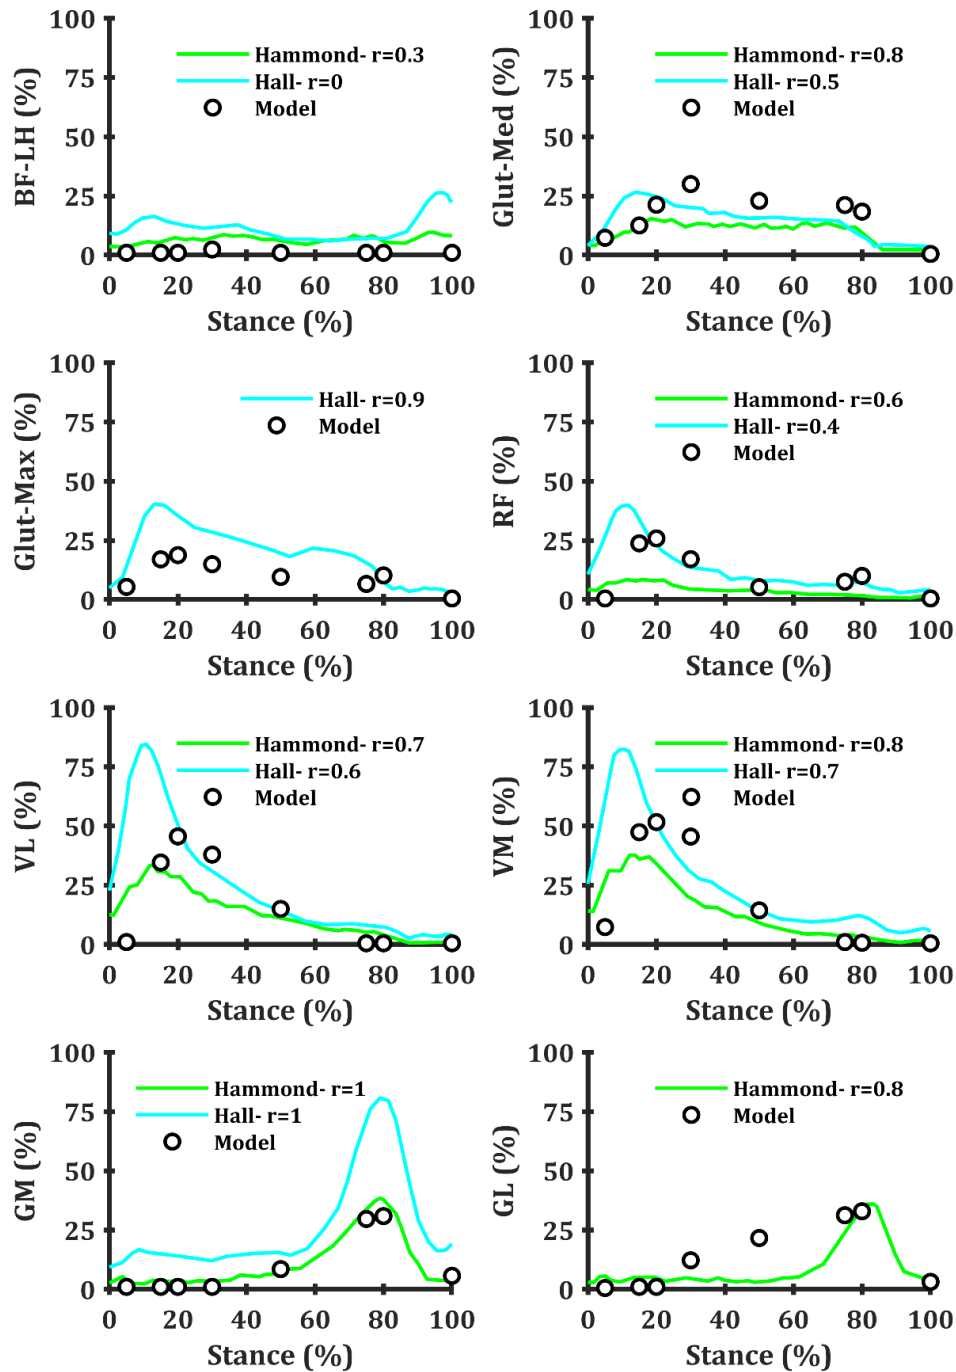 100
75
50
25
0
BF-LH (%)
Hammond- r=0.3
Hall- r=0
Model
0 20 40 60 80 100
Stance (%)
100
75
50
25
0
Glut-Med (%)
Hammond- r=0.8
Hall- r=0.5
Model
0 20 40 60 80 100
Stance (%)
100
75
50
25
0
Glut-Max (%)
Hall- r=0.9
Model
0 20 40 60 80 100
Stance (%)
100
75
50
25
0
RF (%)
Hammond- r=0.6
Hall- r=0.4
Model
0 20 40 60 80 100
Stance (%)
100
75
50
25
0
VL (%)
Hammond- r=0.7
Hall- r=0.6
Model
0 20 40 60 80 100
Stance (%)
100
75
50
25
0
VM (%)
Hammond- r=0.8
Hall- r=0.7
Model
0 20 40 60 80 100
Stance (%)
100
75
50
25
0
GM (%)
Hammond- r=1
Hall- r=1
Model
0 20 40 60 80 100
Stance (%)
100
75
50
25
0
GL (%)
Hammond- r=0.8
Model
0 20 40 60 80 100
Stance (%)